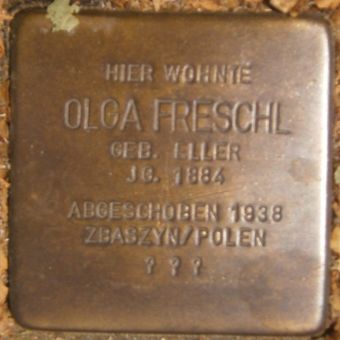 HIER WOHNTE
OLGA FRESCHL
GEB. ELLER
JG. 1884
ABGESCHOBEN 1938
ZBASZYN/POLEN
? ? ?